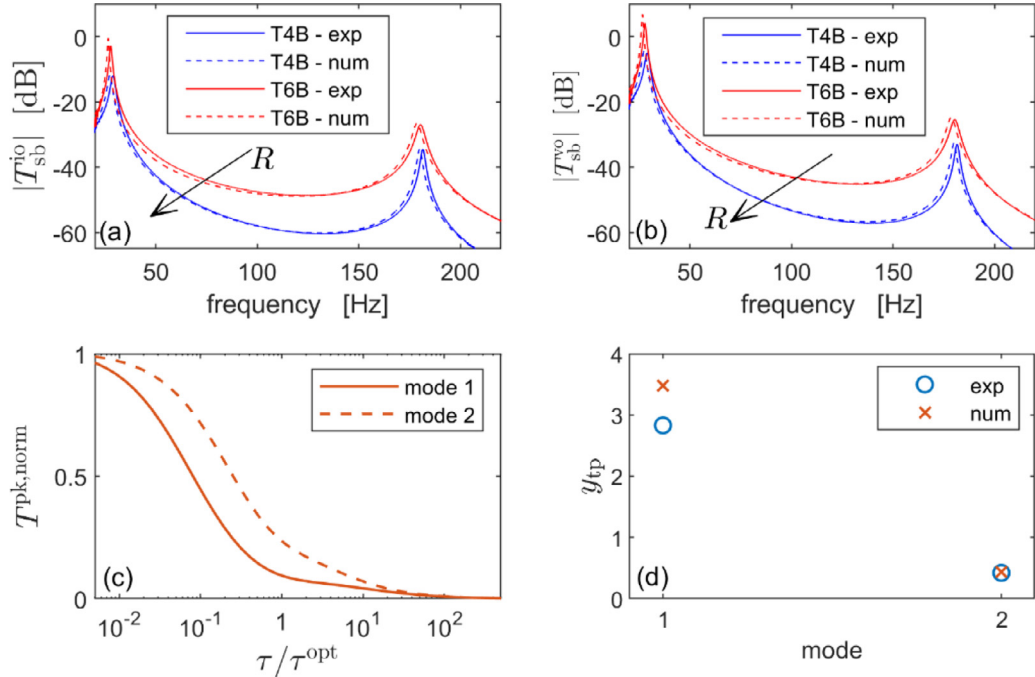 |T_sb^io| [dB]
0
-20
-40
-60
T4B - exp
T4B - num
T6B - exp
T6B - num
R
(a)
50 100 150 200
frequency [Hz]
|T_sb^vo| [dB]
0
-20
-40
-60
T4B - exp
T4B - num
T6B - exp
T6B - num
R
(b)
50 100 150 200
frequency [Hz]
T^pk,norm
1
0.5
0
mode 1
mode 2
(c)
10^-2 10^-1 1 10^1 10^2
τ/τ^opt
y_tp
4
3
2
1
0
exp
num
(d)
1 2
mode